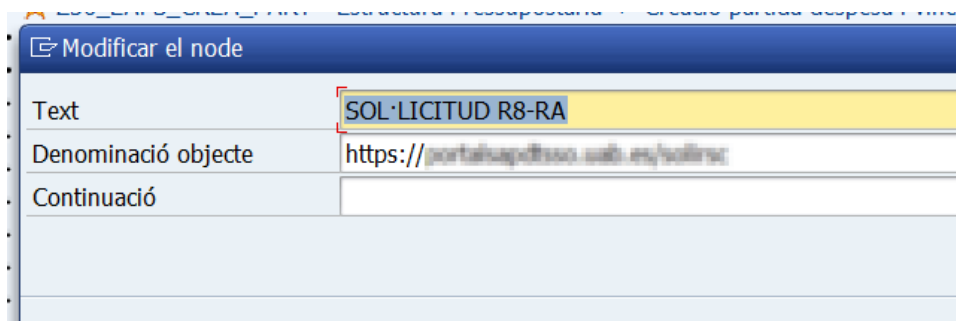 Modificar el node
Text SOL·LICITUD R8-RA
Denominació objecte https://
Continuació